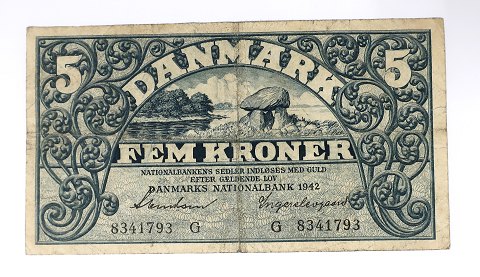 5 DANMARK 5
FEM KRONER
NATIONALBANKENS SEDLER INDLØSES MED GULD
EFTER GÆLDENDE LOV
DANMARKS NATIONALBANK 1942
8341793 G G 8341793